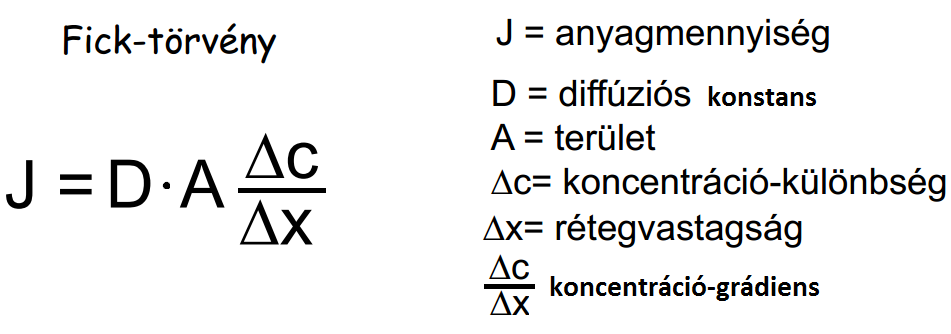 Fick-törvény
J = D·A Δc/Δx
J = anyagmennyiség
D = diffúziós konstans
A = terület
Δc= koncentráció-különbség
Δx= rétegvastagság
Δc/Δx koncentráció-grádiens